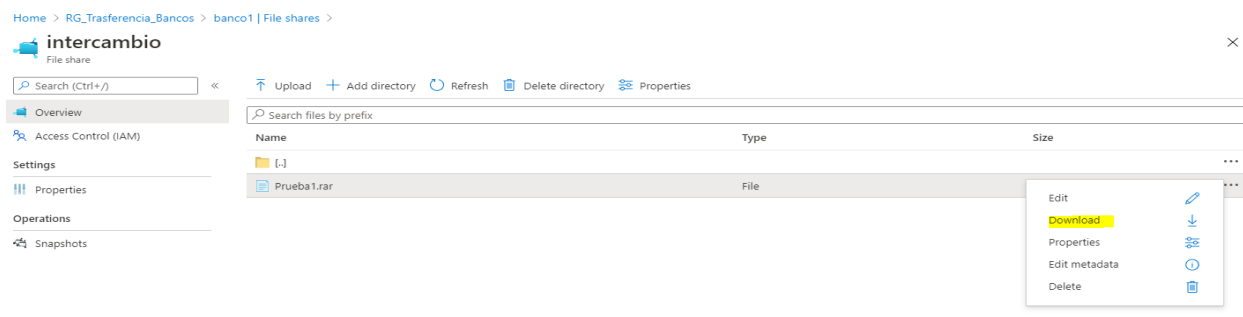 Home > RG_Trasferencia_Bancos > banco1 | File shares >
intercambio
File share
Search (Ctrl+/) «
Upload Add directory Refresh Delete directory Properties
Overview
Search files by prefix
Access Control (IAM)
Name Type Size
Settings
[..]
Properties
Prueba1.rar File
Operations
Snapshots
Edit
Download
Properties
Edit metadata
Delete